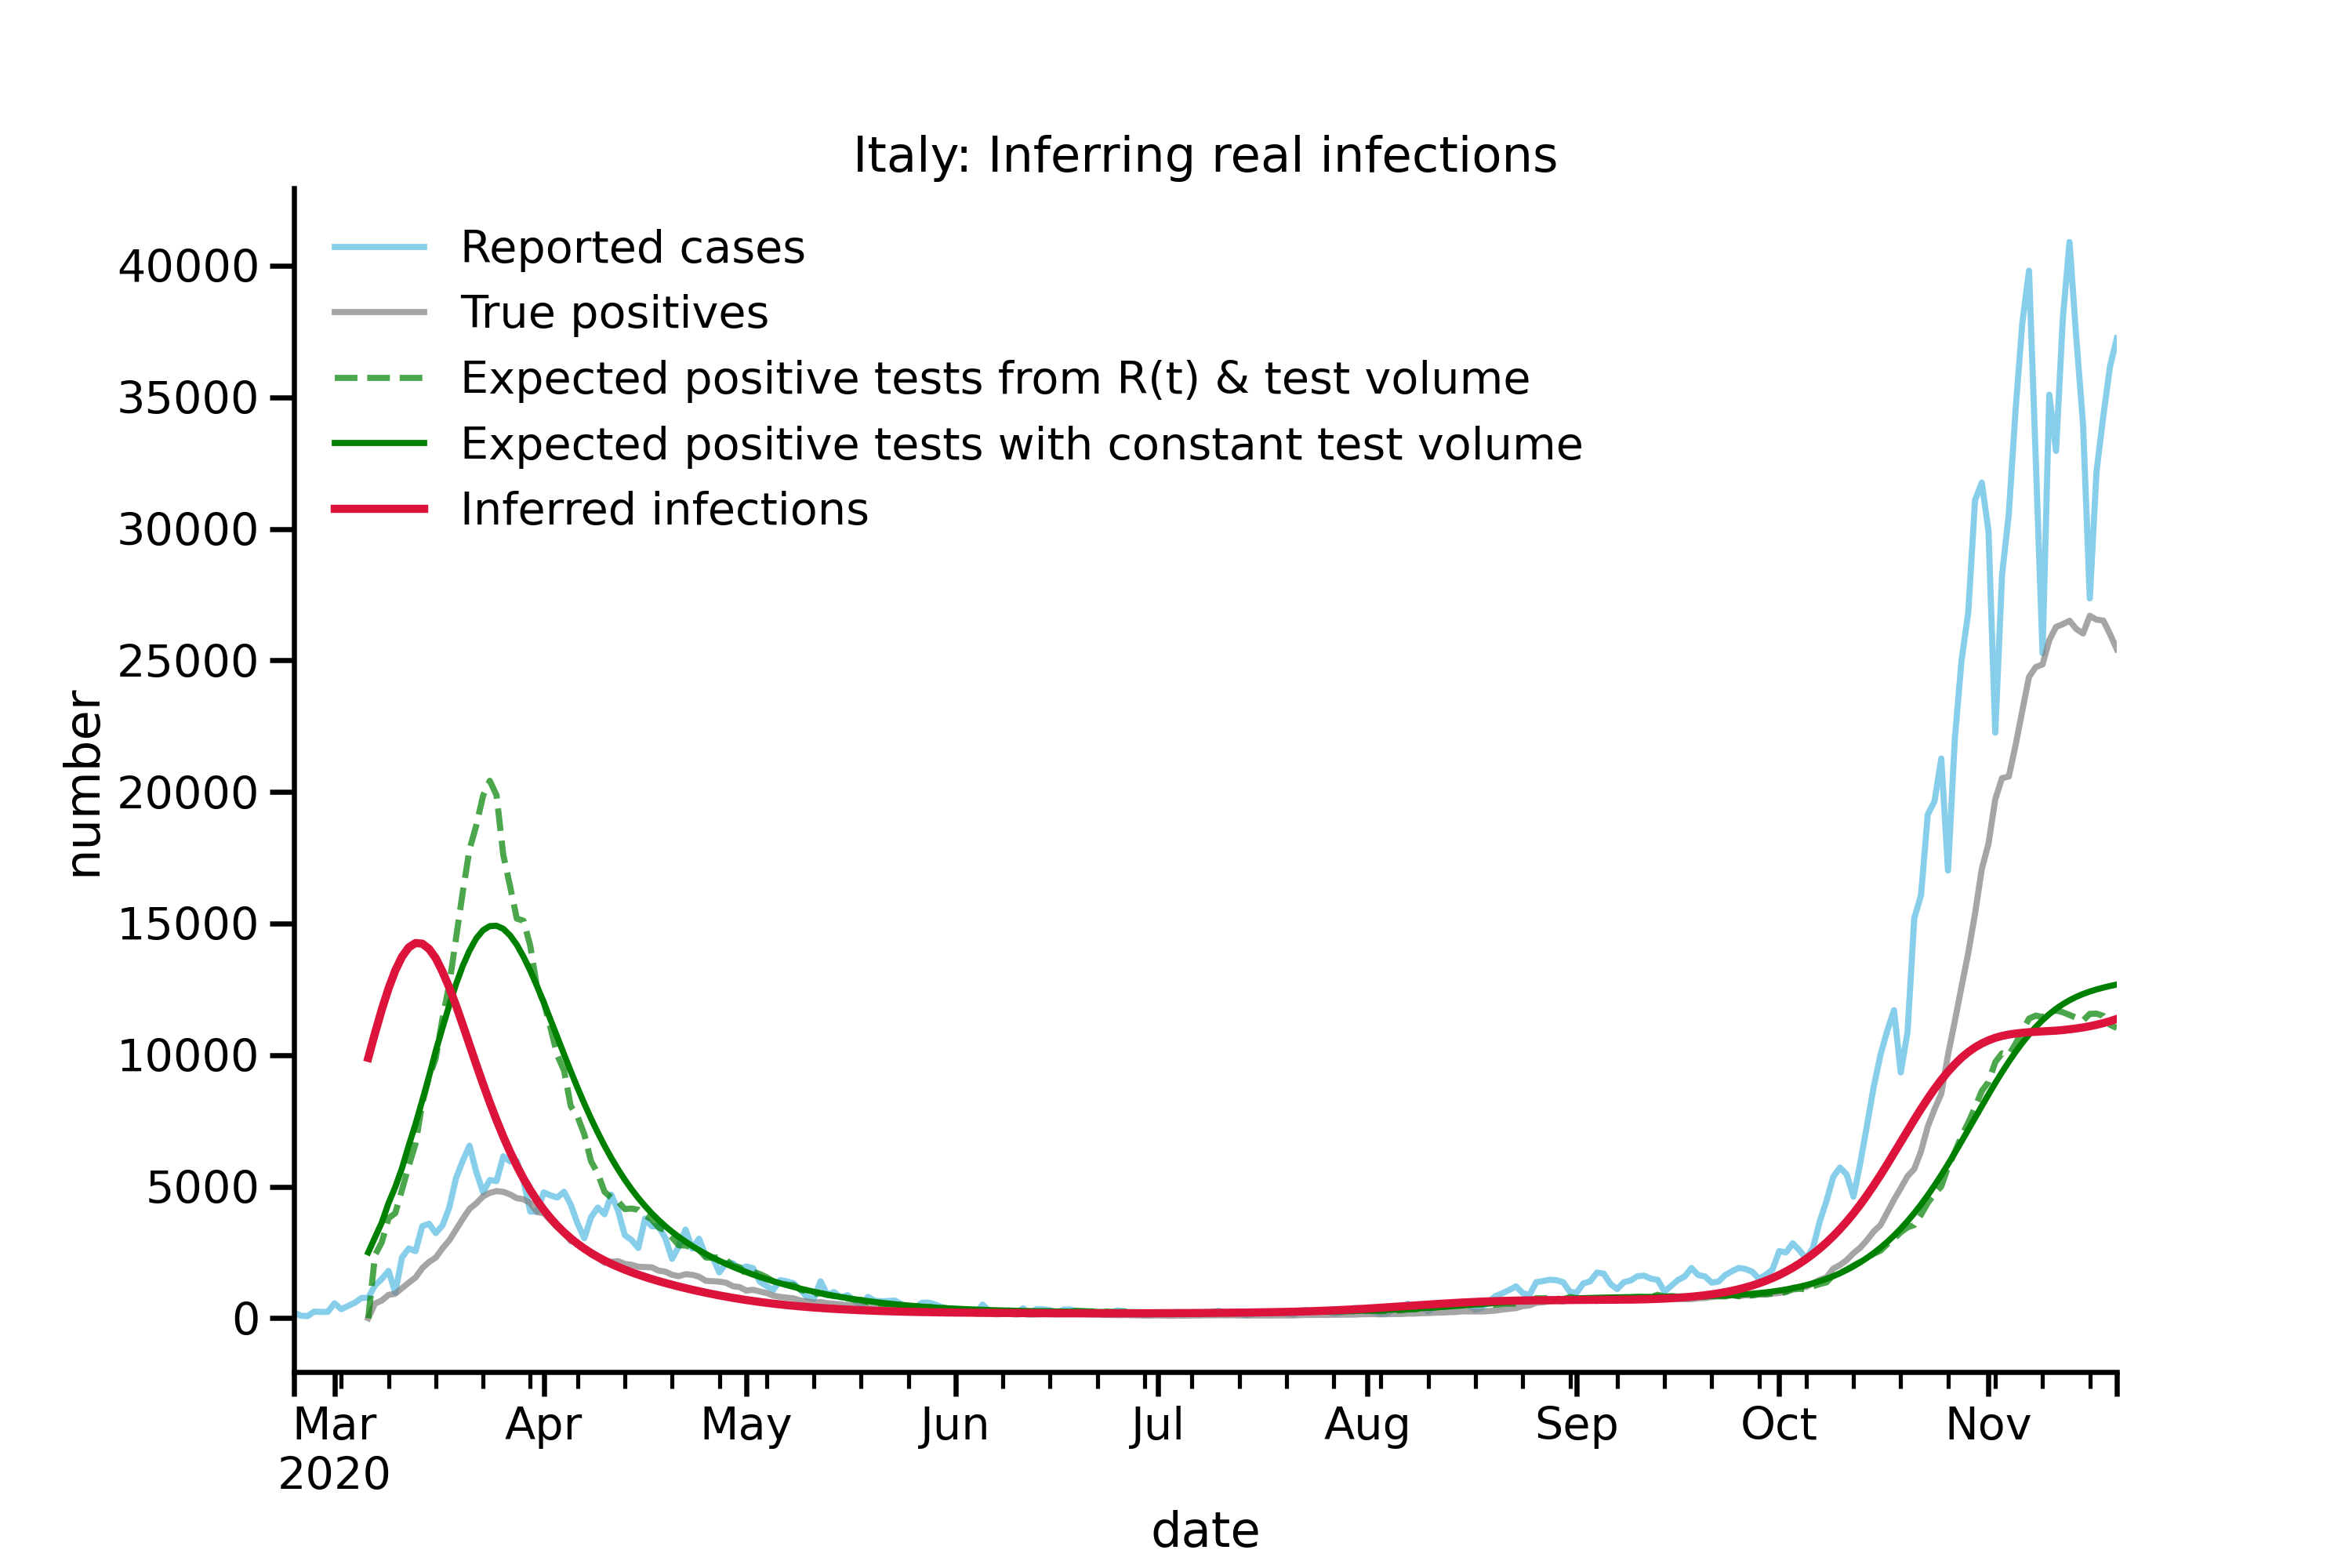 Italy: Inferring real infections
Reported cases
True positives
Expected positive tests from R(t) & test volume
Expected positive tests with constant test volume
Inferred infections
40000
35000
30000
25000
20000
15000
10000
5000
0
number
Mar Apr May Jun Jul Aug Sep Oct Nov
2020
date